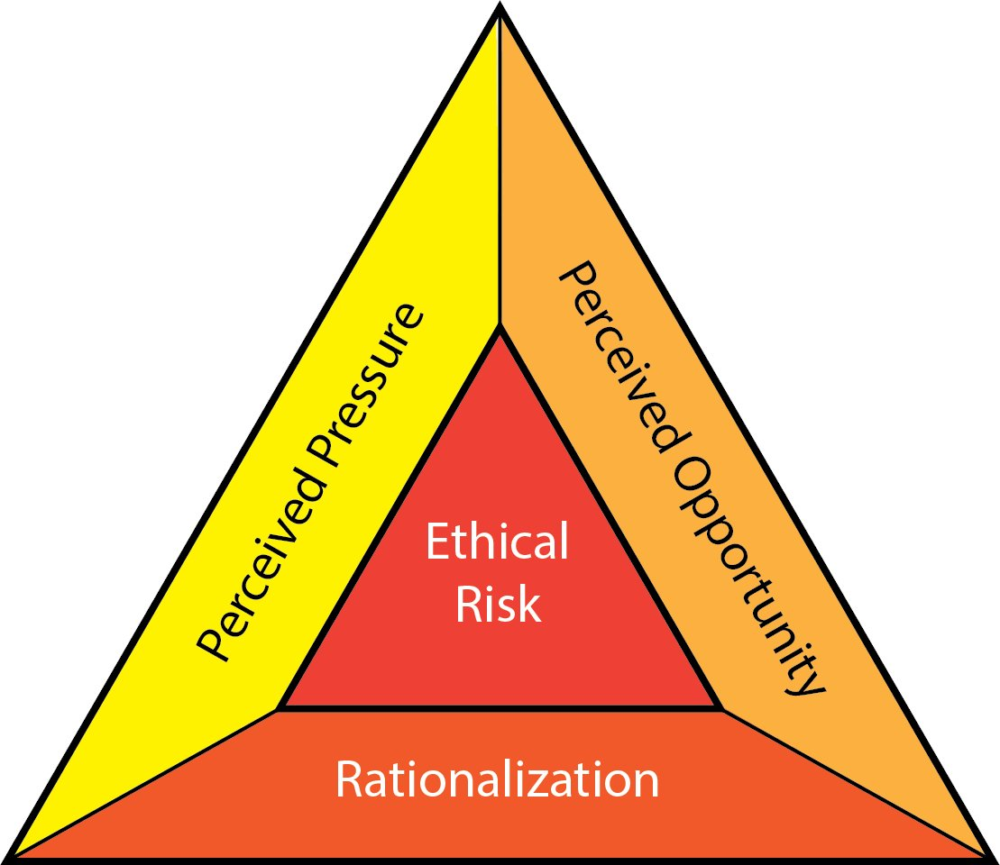 Perceived Pressure
Perceived Opportunity
Ethical
Risk
Rationalization